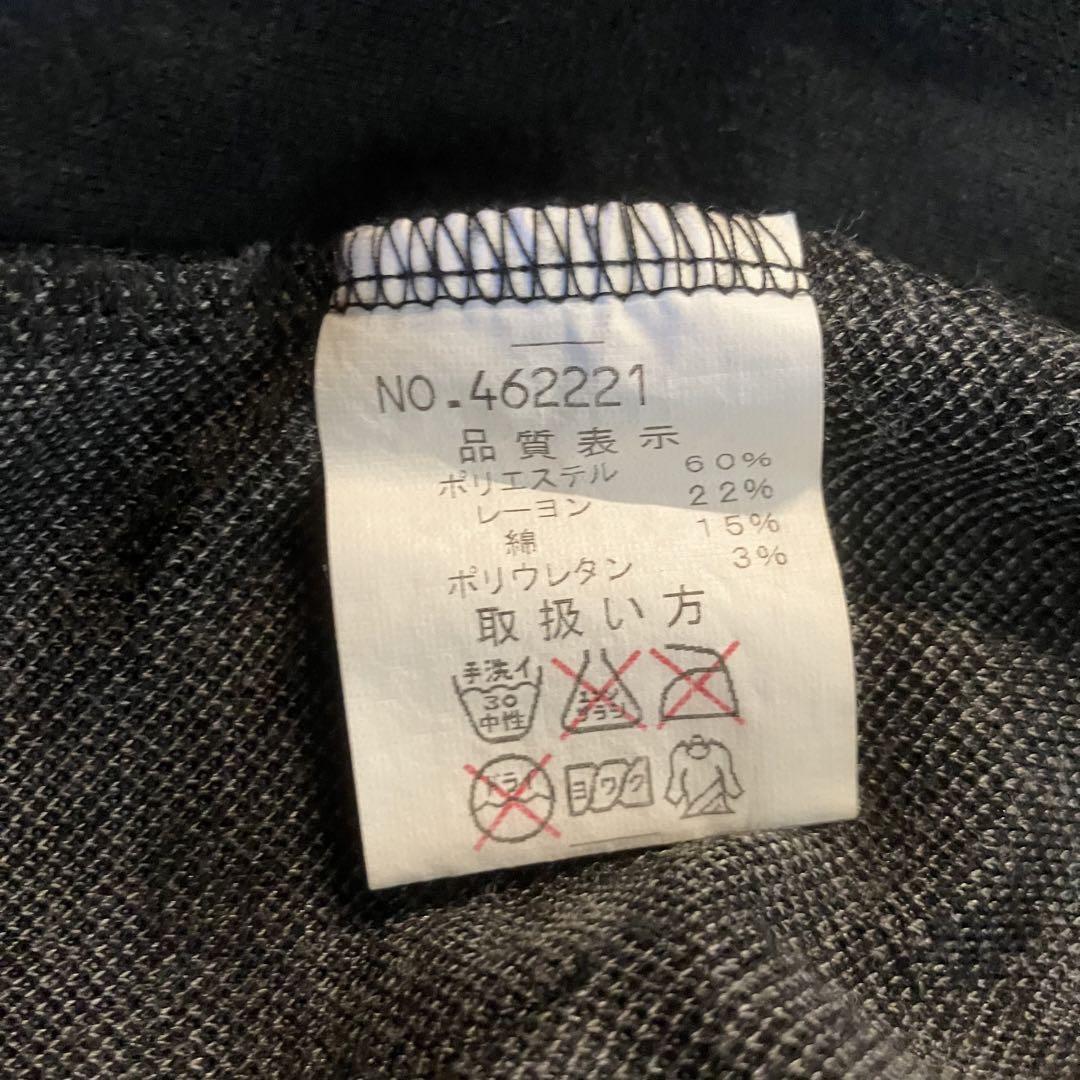 NO.462221
品質表示
ポリエステル 60%
レーヨン 22%
綿 15%
ポリウレタン 3%
取扱い方
手洗イ
30
中性
エンソ
サラシ
ドライ
ヨワク